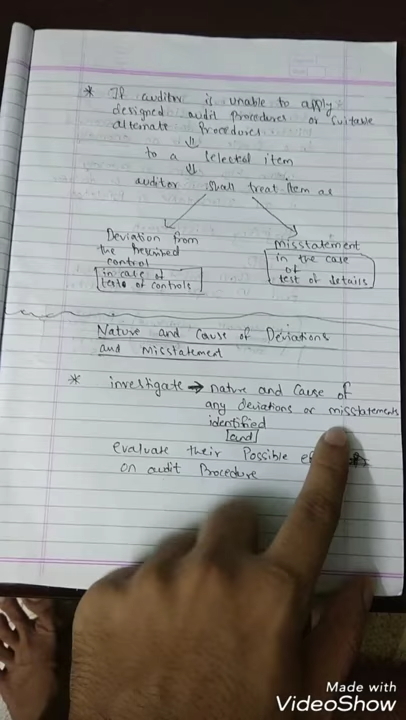 * If auditor is unable to apply
designed audit procedures or suitable
alternate Procedures
to a selected item
auditor shall treat item as
Deviation from
the Prescribed
control
in case of
tests of controls
Misstatement
in the case
of
test of details
Nature and Cause of Deviations
and Misstatement
* investigate → nature and Cause of
any deviations or misstatements
identified
and
evaluate their Possible
on audit Procedure
Made with
VideoShow